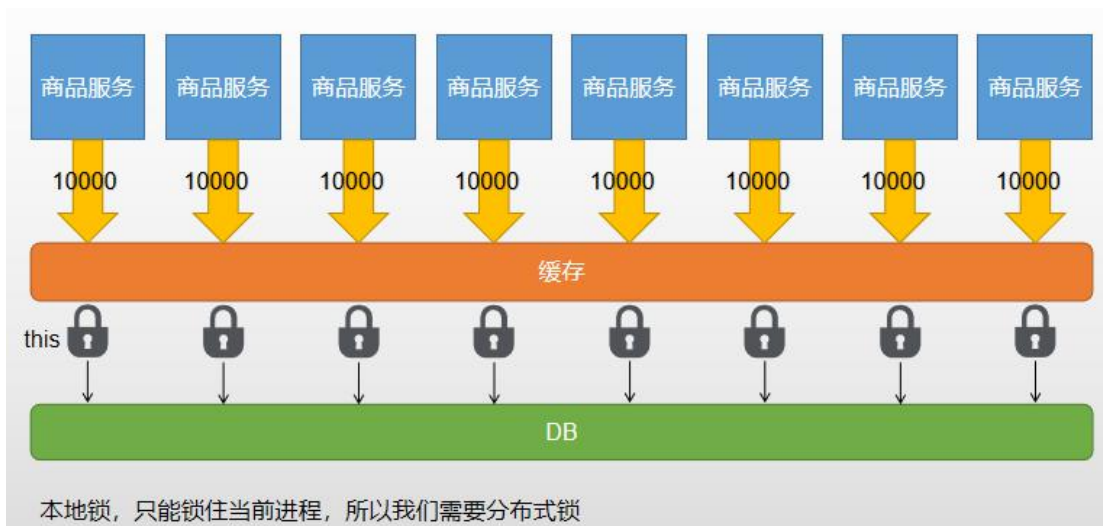 商品服务 商品服务 商品服务 商品服务 商品服务 商品服务 商品服务 商品服务
10000 10000 10000 10000 10000 10000 10000 10000
缓存
this
DB
本地锁，只能锁住当前进程，所以我们需要分布式锁